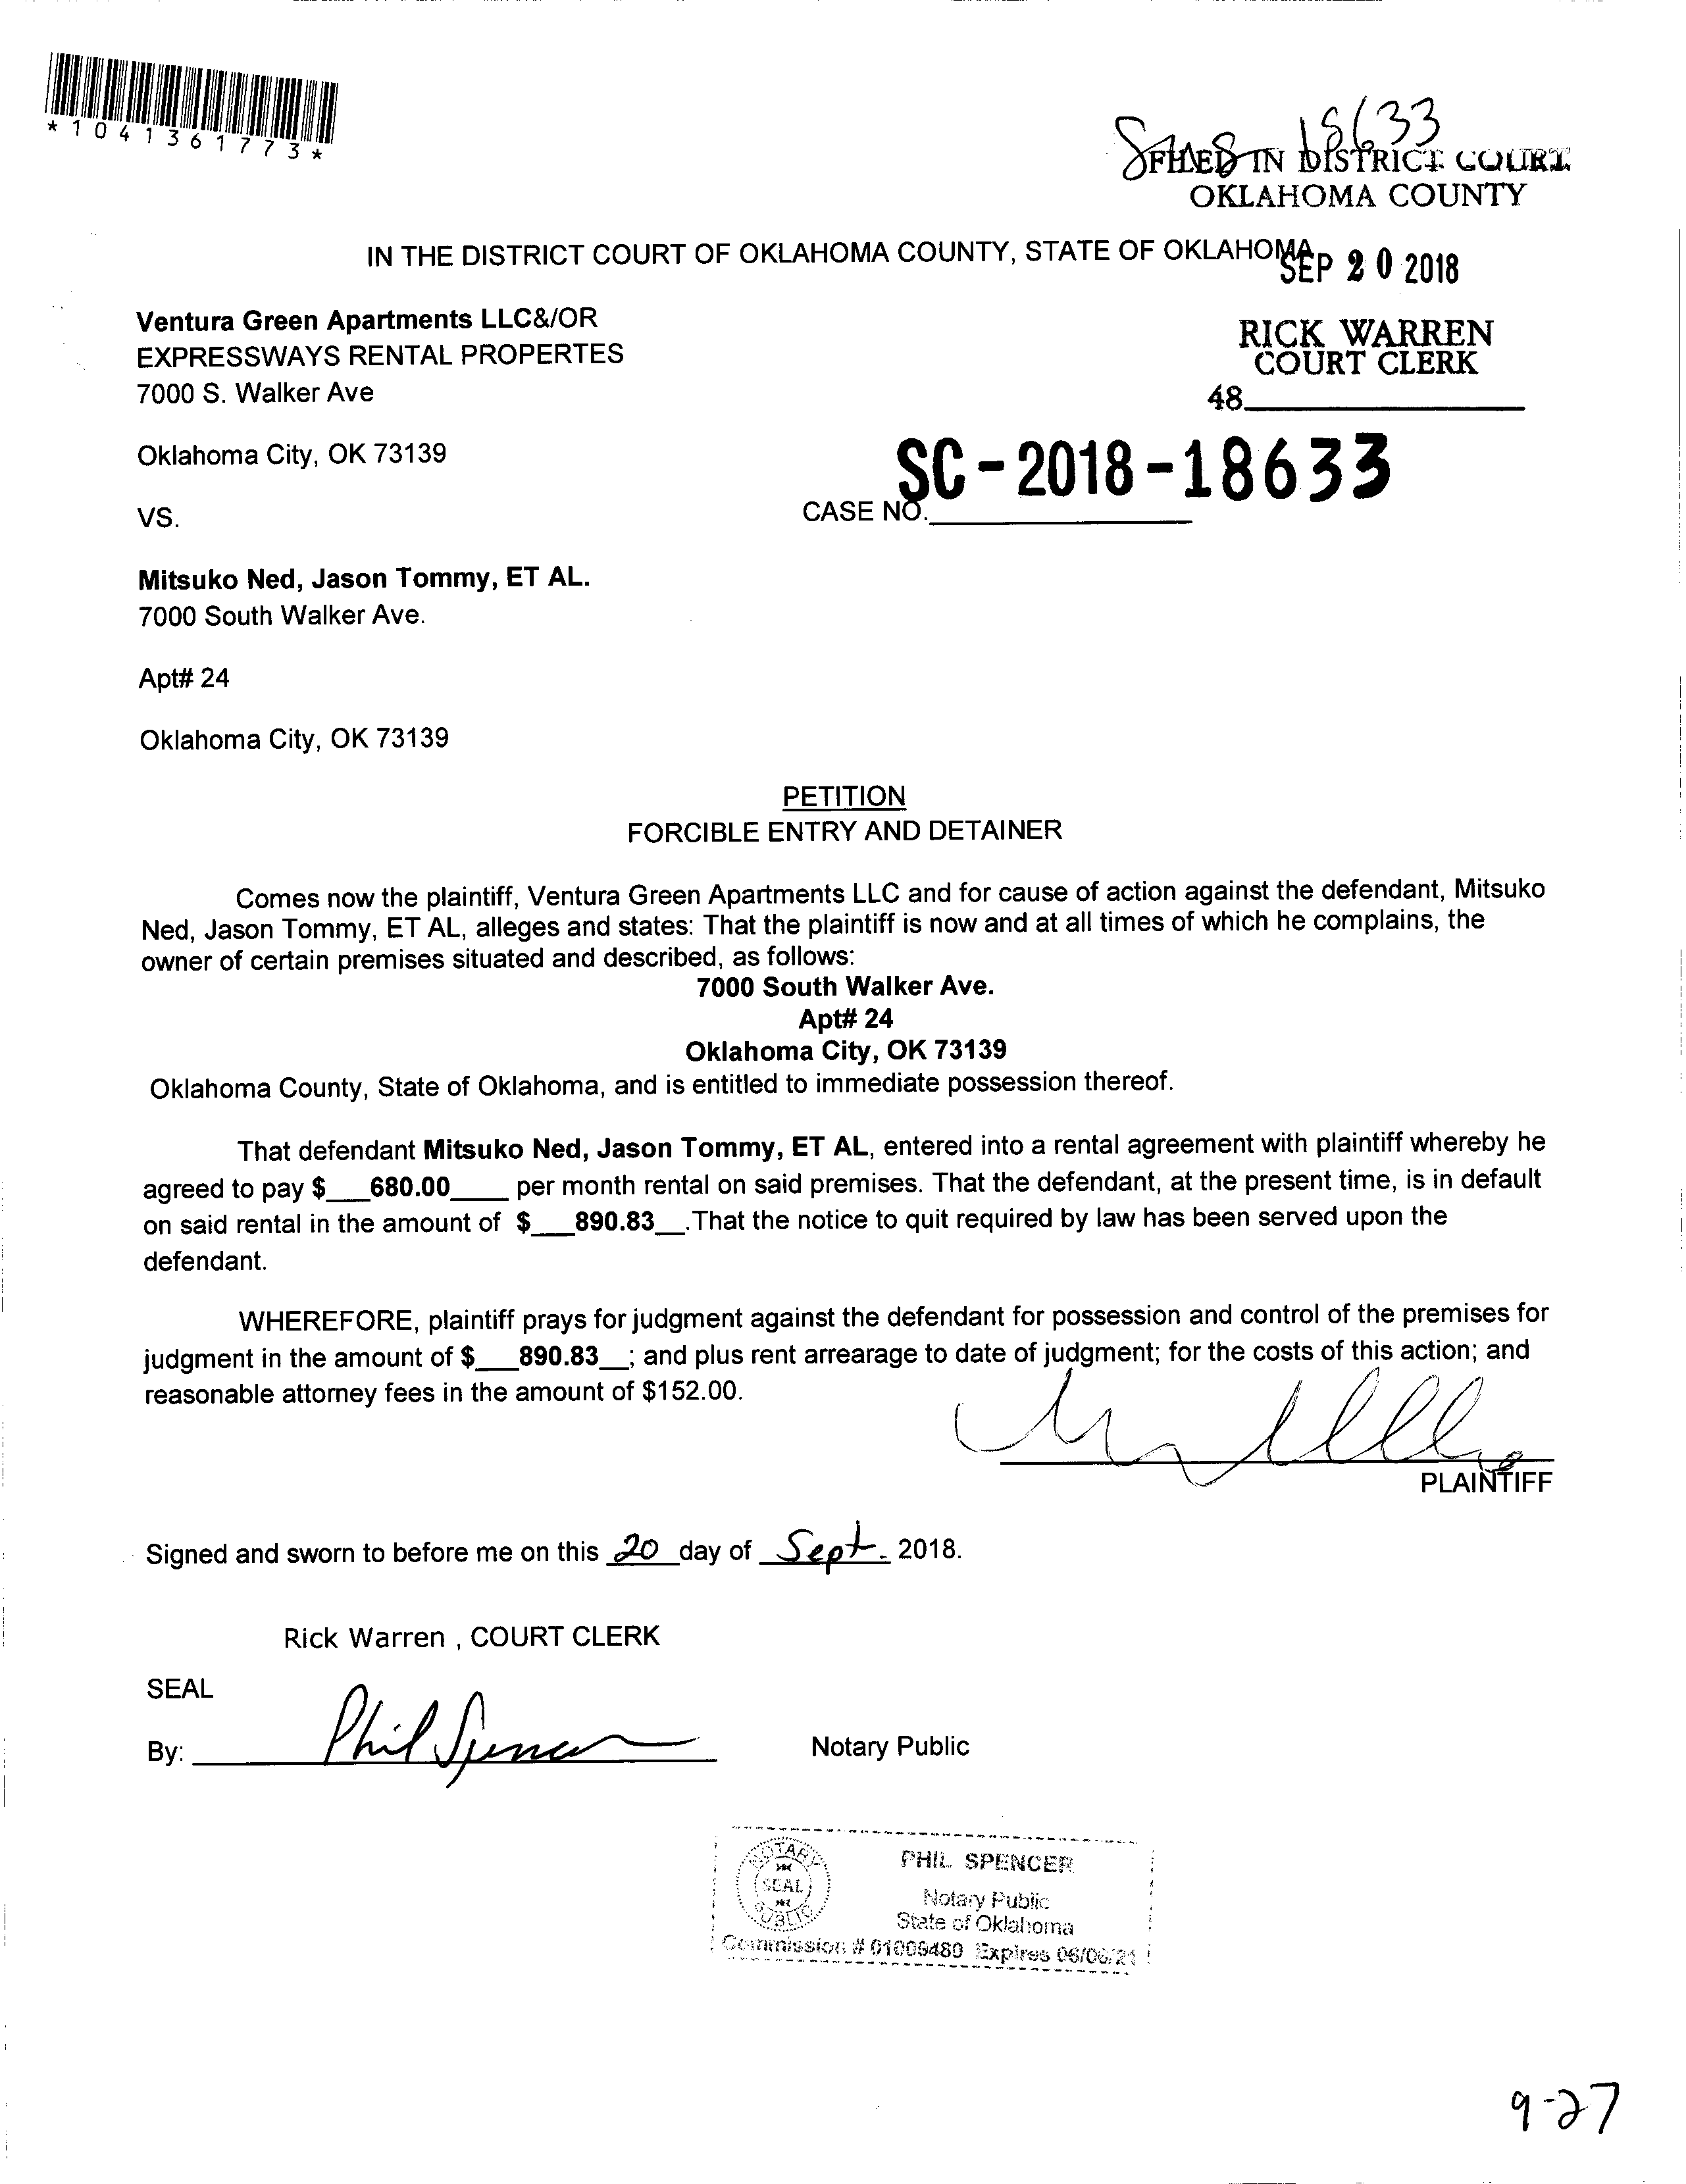 *1041361773*
18633
FILED IN DISTRICT COURT
OKLAHOMA COUNTY
IN THE DISTRICT COURT OF OKLAHOMA COUNTY, STATE OF OKLAHOMA
SEP 20 2018
Ventura Green Apartments LLC&/OR
EXPRESSWAYS RENTAL PROPERTES
7000 S. Walker Ave
RICK WARREN
COURT CLERK
48
Oklahoma City, OK 73139
SC-2018-18633
CASE NO.
VS.
Mitsuko Ned, Jason Tommy, ET AL.
7000 South Walker Ave.
Apt# 24
Oklahoma City, OK 73139
PETITION
FORCIBLE ENTRY AND DETAINER
Comes now the plaintiff, Ventura Green Apartments LLC and for cause of action against the defendant, Mitsuko
Ned, Jason Tommy, ET AL, alleges and states: That the plaintiff is now and at all times of which he complains, the
owner of certain premises situated and described, as follows:
7000 South Walker Ave.
Apt# 24
Oklahoma City, OK 73139
Oklahoma County, State of Oklahoma, and is entitled to immediate possession thereof.
That defendant Mitsuko Ned, Jason Tommy, ET AL, entered into a rental agreement with plaintiff whereby he
agreed to pay $___680.00____ per month rental on said premises. That the defendant, at the present time, is in default
on said rental in the amount of $___890.83__.That the notice to quit required by law has been served upon the
defendant.
WHEREFORE, plaintiff prays for judgment against the defendant for possession and control of the premises for
judgment in the amount of $___890.83__; and plus rent arrearage to date of judgment; for the costs of this action; and
reasonable attorney fees in the amount of $152.00.
PLAINTIFF
Signed and sworn to before me on this 20 day of Sept. 2018.
Rick Warren , COURT CLERK
SEAL
By: Phil Spencer
Notary Public
NOTARY
SEAL
PUBLIC
PHIL SPENCER
Notary Public
State of Oklahoma
Commission # 01009480 Expires 06/06/21
9-27